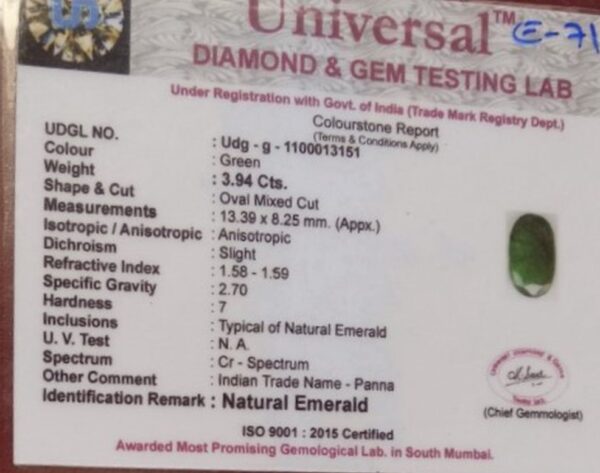 Universal™ E-71
DIAMOND & GEM TESTING LAB
Under Registration with Govt. of India (Trade Mark Registry Dept.)
Colourstone Report
(Terms & Conditions Apply)
UDGL NO. : Udg - g - 1100013151
Colour : Green
Weight : 3.94 Cts.
Shape & Cut : Oval Mixed Cut
Measurements : 13.39 x 8.25 mm. (Appx.)
Isotropic / Anisotropic : Anisotropic
Dichroism : Slight
Refractive Index : 1.58 - 1.59
Specific Gravity : 2.70
Hardness : 7
Inclusions : Typical of Natural Emerald
U. V. Test : N. A.
Spectrum : Cr - Spectrum
Other Comment : Indian Trade Name - Panna
Identification Remark : Natural Emerald
(Chief Gemmologist)
ISO 9001 : 2015 Certified
Awarded Most Promising Gemological Lab. in South Mumbai.